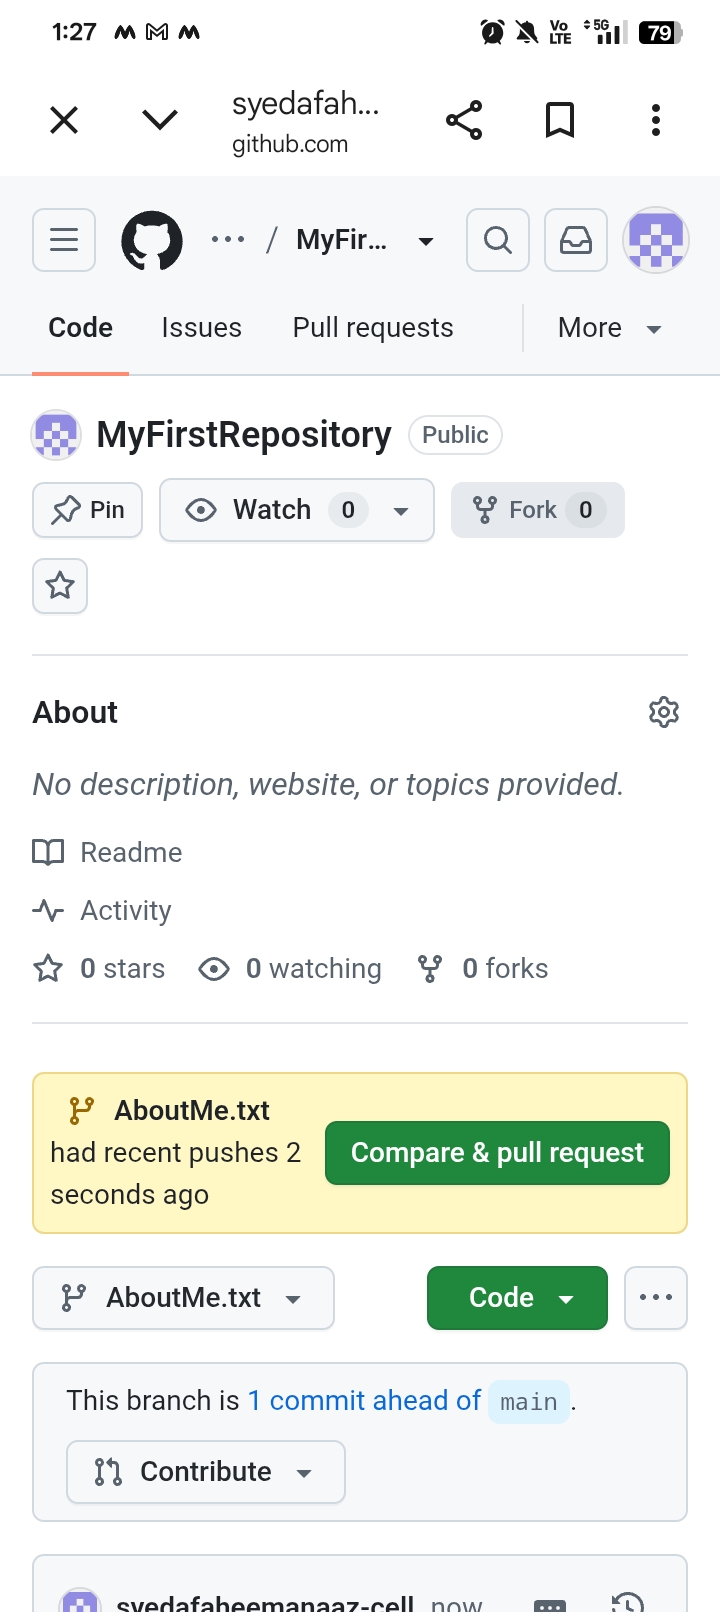 1:27 Vo LTE 5G 79
syedafah...
github.com
··· / MyFir...
Code Issues Pull requests More
MyFirstRepository Public
Pin Watch 0 Fork 0
About
No description, website, or topics provided.
Readme
Activity
0 stars 0 watching 0 forks
AboutMe.txt
had recent pushes 2
seconds ago
Compare & pull request
AboutMe.txt Code ···
This branch is 1 commit ahead of main .
Contribute
syedafaheemanaaz-cell now